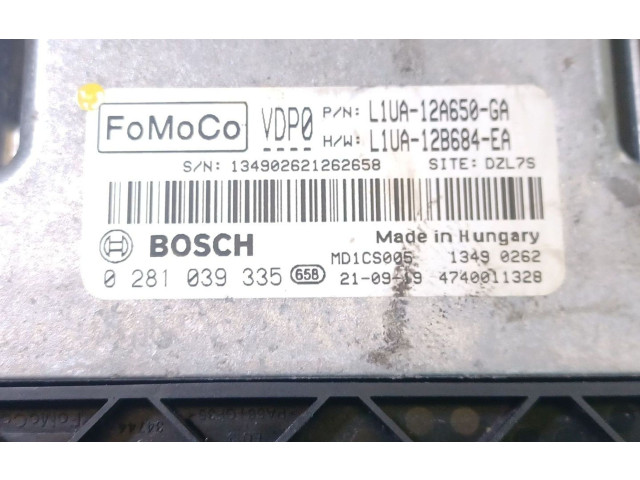 FoMoCo VDP0 P/N: L1UA-12A650-GA
H/W: L1UA-12B684-EA
S/N: 134902621262658 SITE: DZL7S
BOSCH Made in Hungary
MD1CS005 1349 0262
0 281 039 335 658 21-09-19 4740011328
FoMoCo